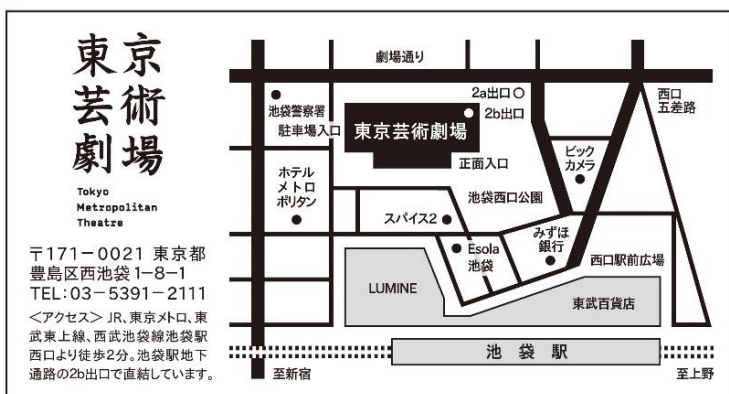 東京
芸術
劇場
Tokyo
Metropolitan
Theatre
〒171-0021 東京都
豊島区西池袋1-8-1
TEL:03-5391-2111
＜アクセス＞ JR、東京メトロ、東
武東上線、西武池袋線池袋駅
西口より徒歩2分。池袋駅地下
通路の2b出口で直結しています。
劇場通り
2a出口
2b出口
西口
五差路
池袋警察署
駐車場入口
東京芸術劇場
正面入口
ビック
カメラ
ホテル
メトロ
ポリタン
池袋西口公園
スパイス2
Esola
池袋
みずほ
銀行
西口駅前広場
LUMINE
東武百貨店
池袋駅
至新宿
至上野